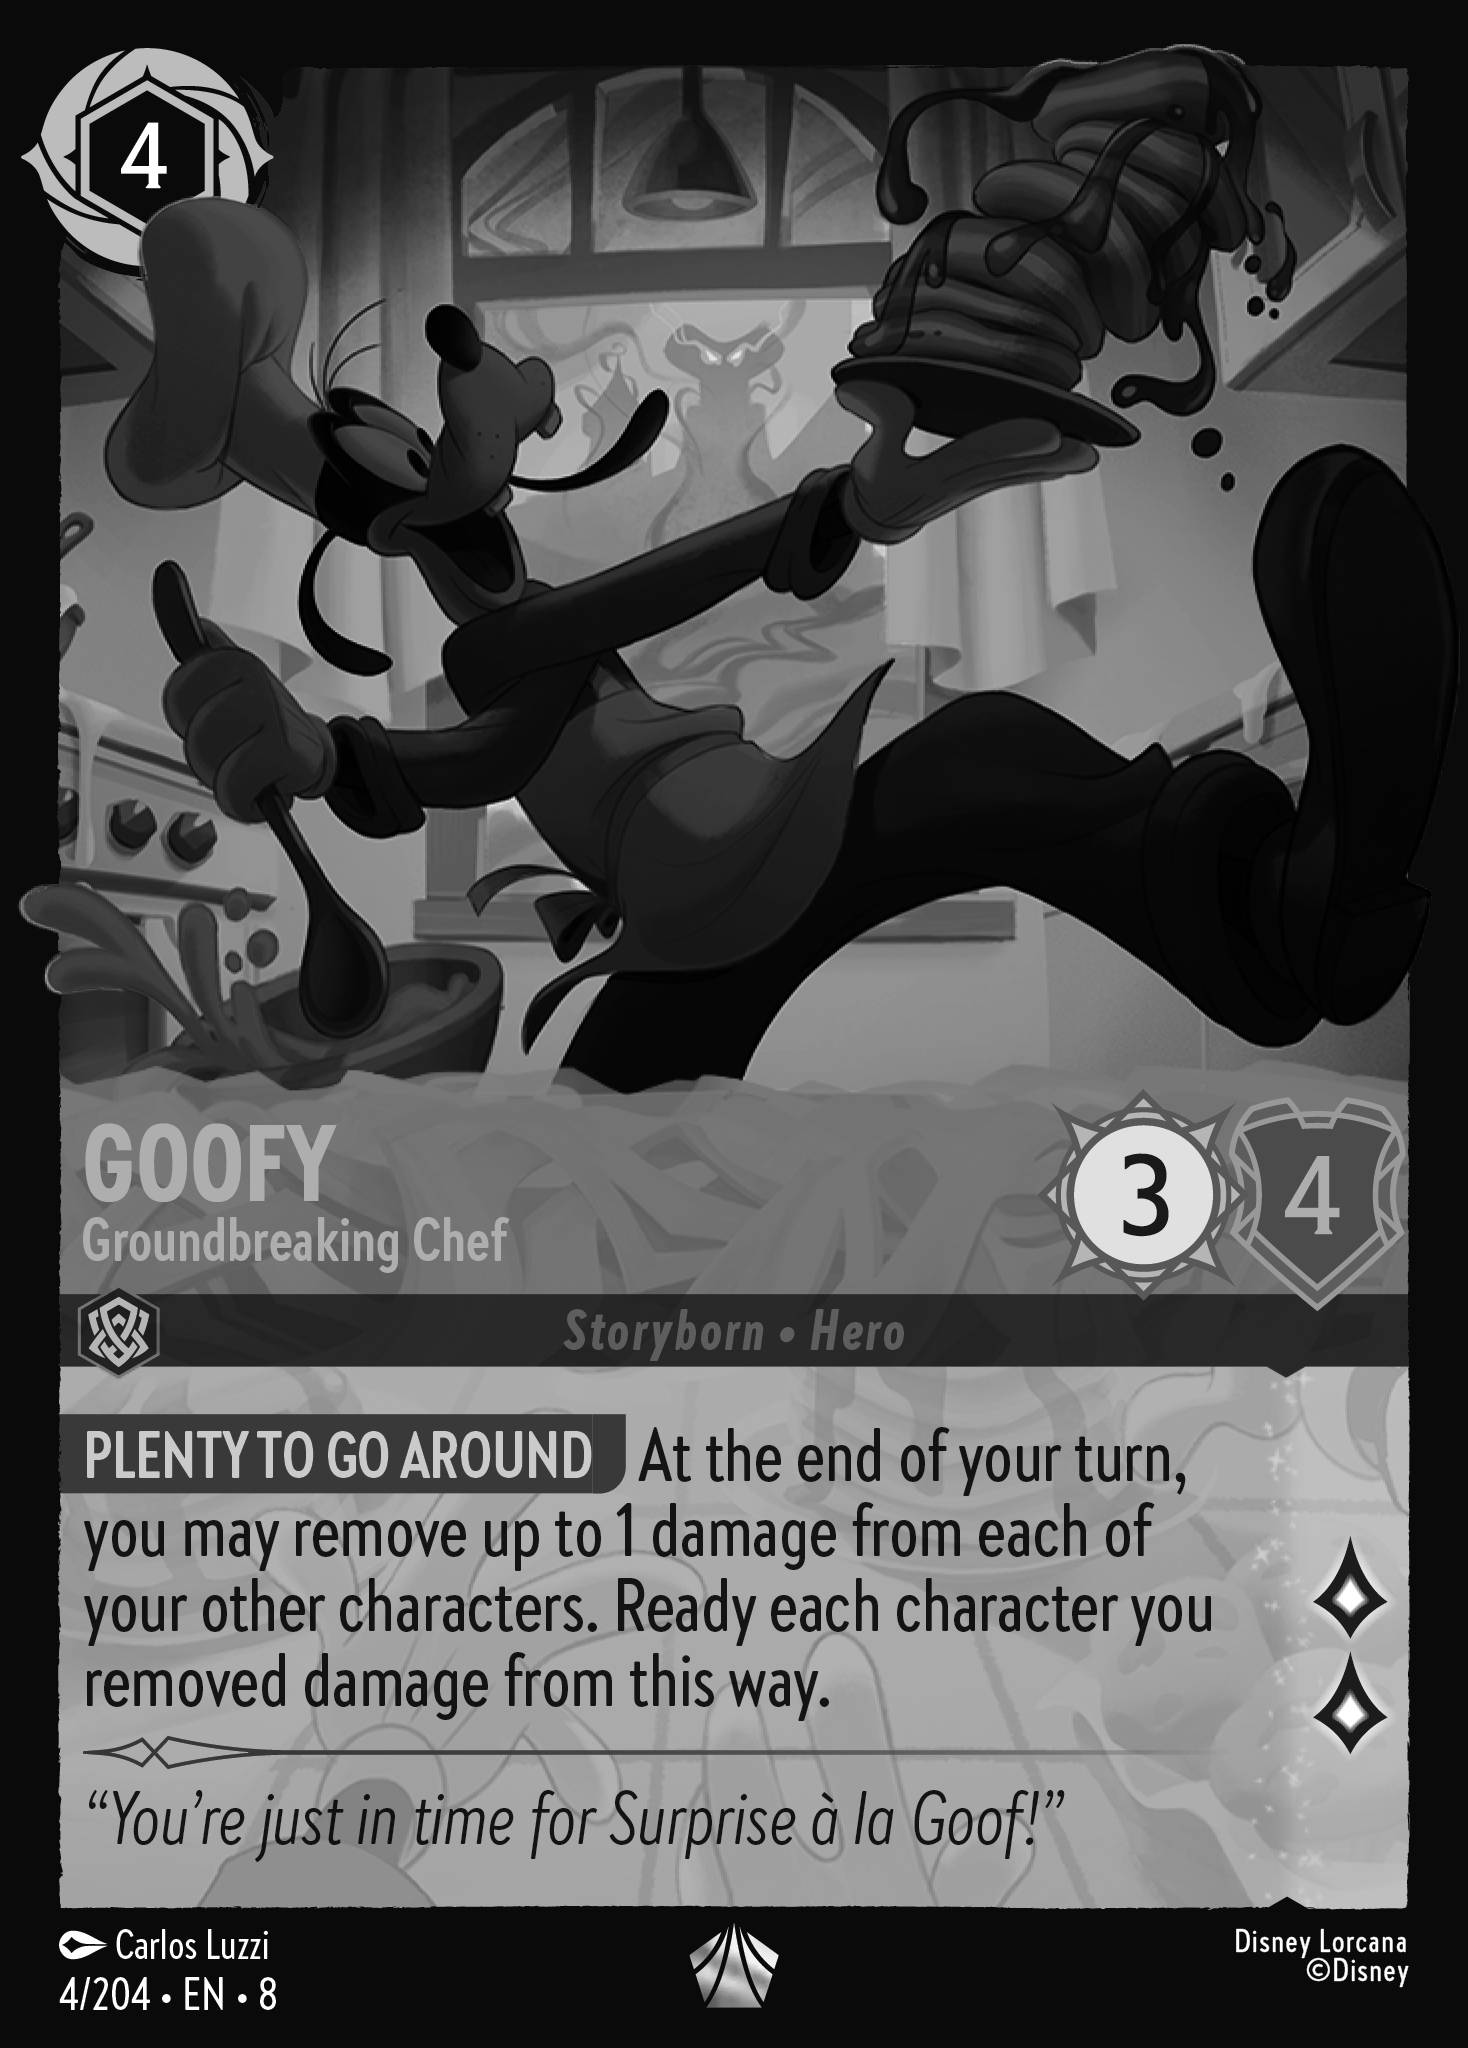 4
GOOFY
Groundbreaking Chef
3
4
Storyborn • Hero
PLENTY TO GO AROUND At the end of your turn,
you may remove up to 1 damage from each of
your other characters. Ready each character you
removed damage from this way.
“You’re just in time for Surprise à la Goof!”
Carlos Luzzi
4/204 • EN • 8
Disney Lorcana
©Disney